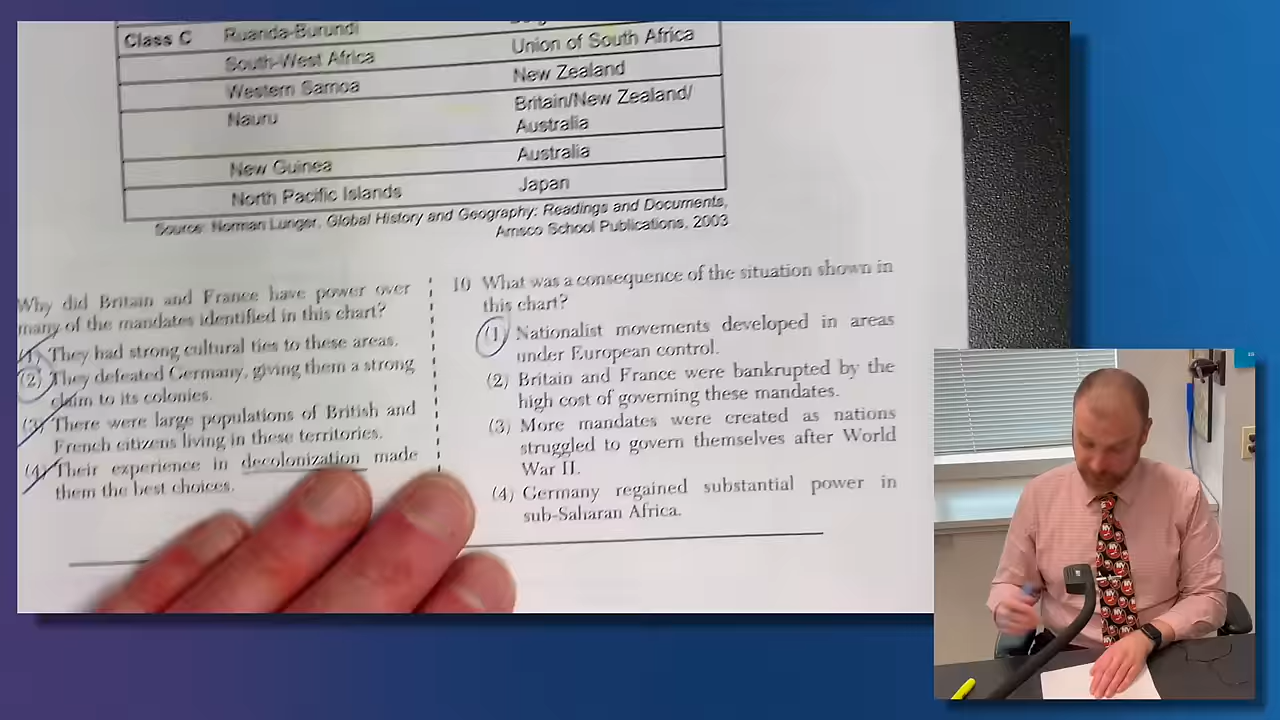 Class C Ruanda-Burundi
South-West Africa Union of South Africa
Western Samoa New Zealand
Nauru Britain/New Zealand/
Australia
New Guinea Australia
North Pacific Islands Japan
Source: Norman Lunger, Global History and Geography: Readings and Documents,
Amsco School Publications, 2003
Why did Britain and France have power over
many of the mandates identified in this chart?
(1) They had strong cultural ties to these areas.
(2) They defeated Germany, giving them a strong
claim to its colonies.
(3) There were large populations of British and
French citizens living in these territories.
(4) Their experience in decolonization made
them the best choices.
10 What was a consequence of the situation shown in
this chart?
(1) Nationalist movements developed in areas
under European control.
(2) Britain and France were bankrupted by the
high cost of governing these mandates.
(3) More mandates were created as nations
struggled to govern themselves after World
War II.
(4) Germany regained substantial power in
sub-Saharan Africa.